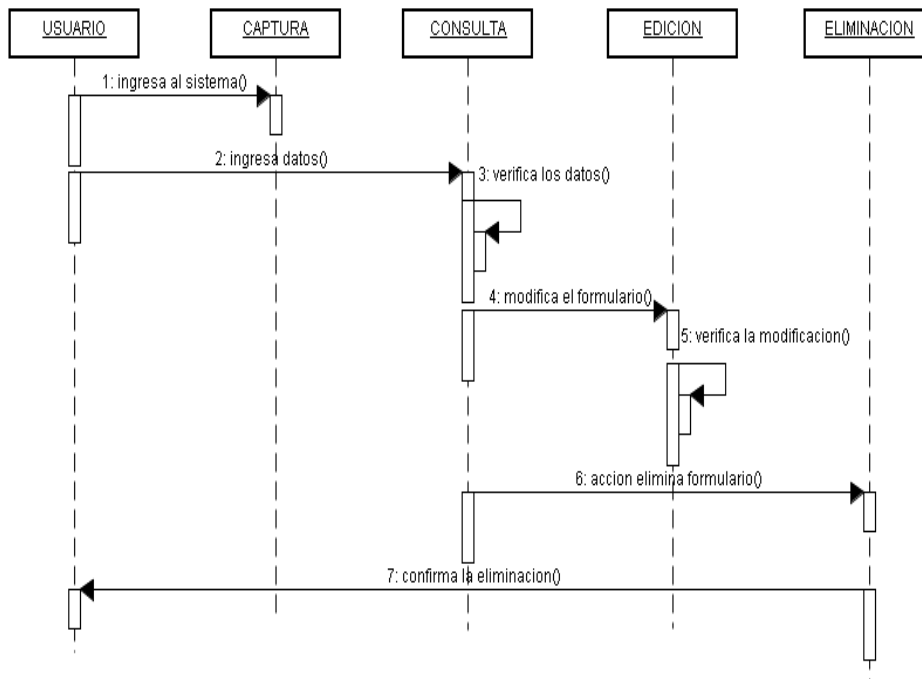 USUARIO
CAPTURA
CONSULTA
EDICION
ELIMINACION
1: ingresa al sistema()
2: ingresa datos()
3: verifica los datos()
4: modifica el formulario()
5: verifica la modificacion()
6: accion elimina formulario()
7: confirma la eliminacion()